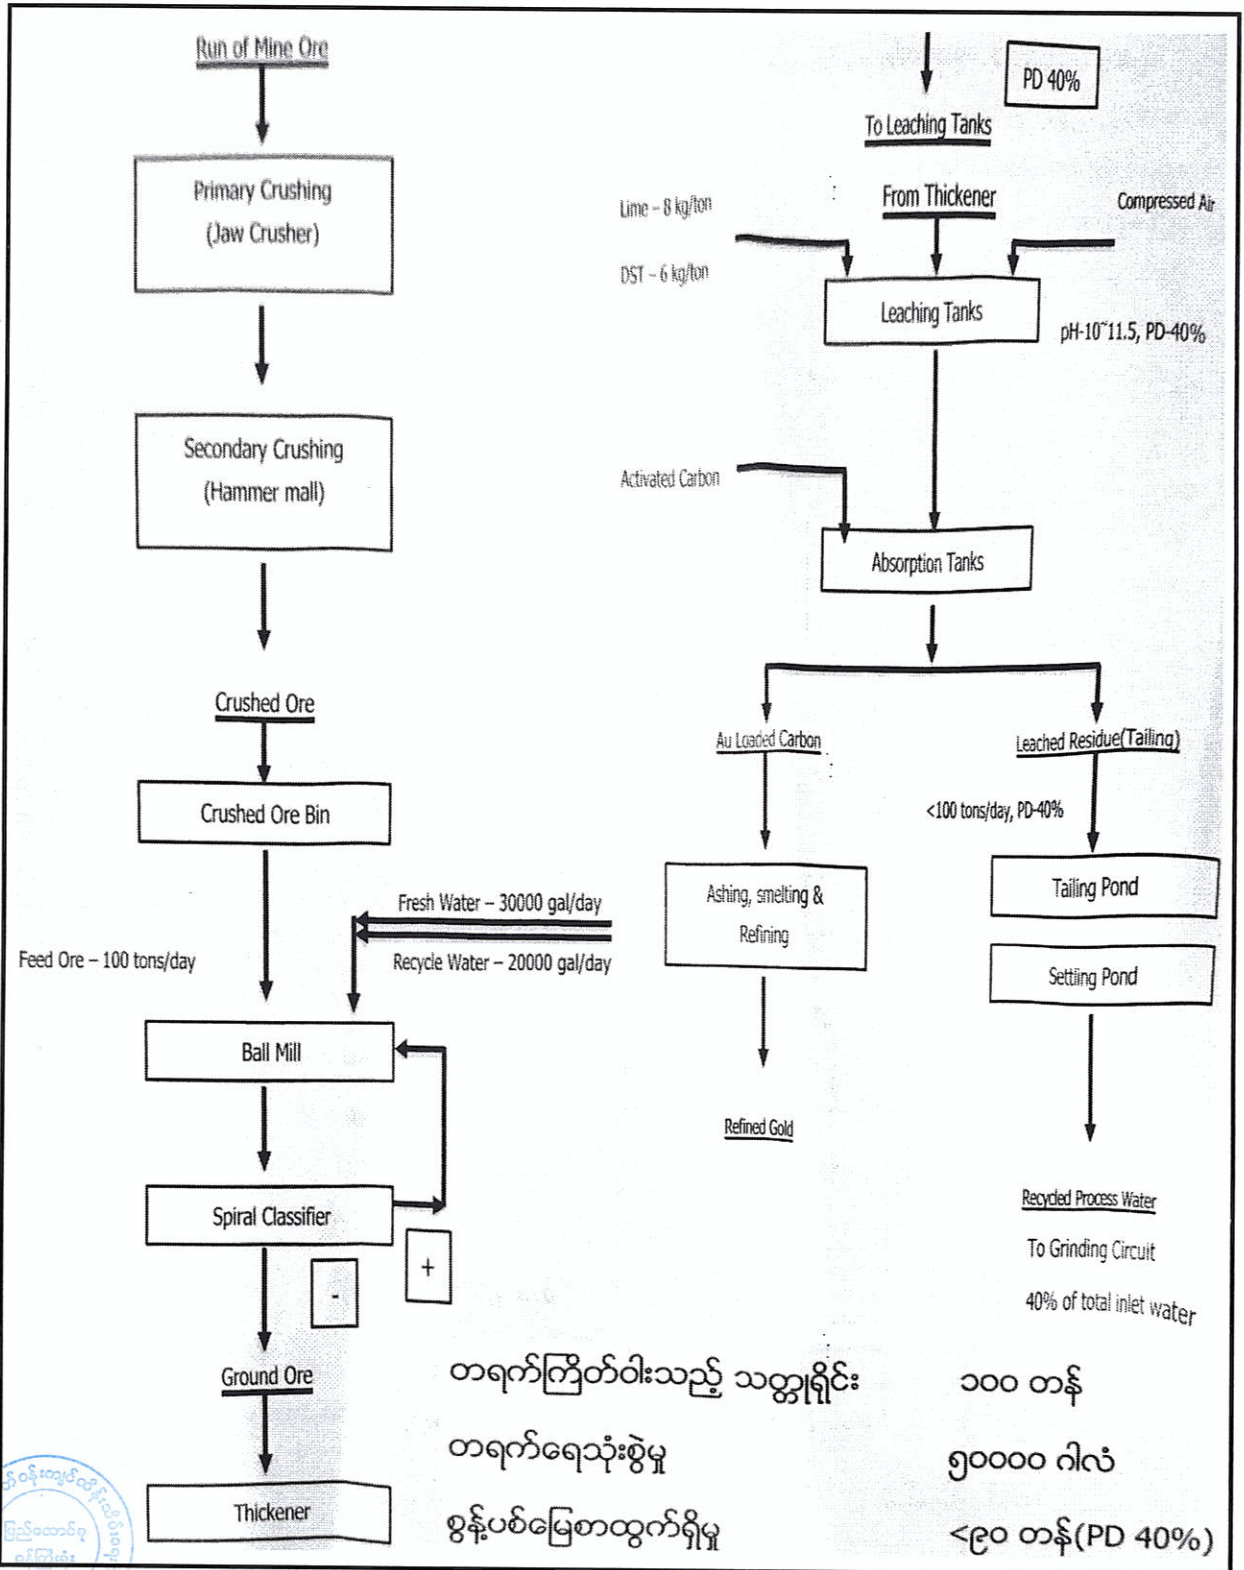 Run of Mine Ore
Primary Crushing
(Jaw Crusher)
Secondary Crushing
(Hammer mall)
Crushed Ore
Crushed Ore Bin
Feed Ore – 100 tons/day
Fresh Water – 30000 gal/day
Recycle Water – 20000 gal/day
Ball Mill
Spiral Classifier
+
-
Ground Ore
Thickener
PD 40%
To Leaching Tanks
From Thickener
Lime – 8 kg/ton
DST – 6 kg/ton
Compressed Air
Leaching Tanks
pH-10~11.5, PD-40%
Activated Carbon
Absorption Tanks
Au Loaded Carbon
Leached Residue(Tailing)
<100 tons/day, PD-40%
Ashing, smelting &
Refining
Tailing Pond
Settling Pond
Refined Gold
Recycled Process Water
To Grinding Circuit
40% of total inlet water
တရက်ကြိတ်ဝါးသည့် သတ္တုရိုင်း ၁၀၀ တန်
တရက်ရေသုံးစွဲမှု ၅၀၀၀၀ ဂါလံ
စွန့်ပစ်မြေစာထွက်ရှိမှု <၉၀ တန်(PD 40%)
ပြည်ထောင်စု